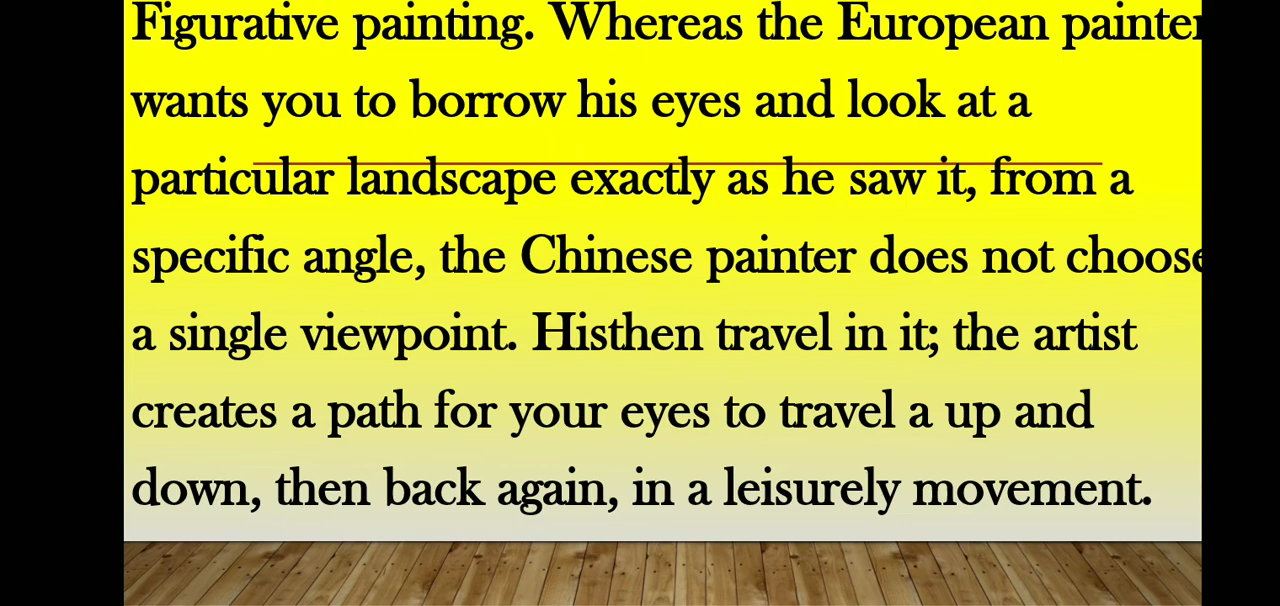 Figurative painting. Whereas the European painter
wants you to borrow his eyes and look at a
particular landscape exactly as he saw it, from a
specific angle, the Chinese painter does not choose
a single viewpoint. Histhen travel in it; the artist
creates a path for your eyes to travel a up and
down, then back again, in a leisurely movement.